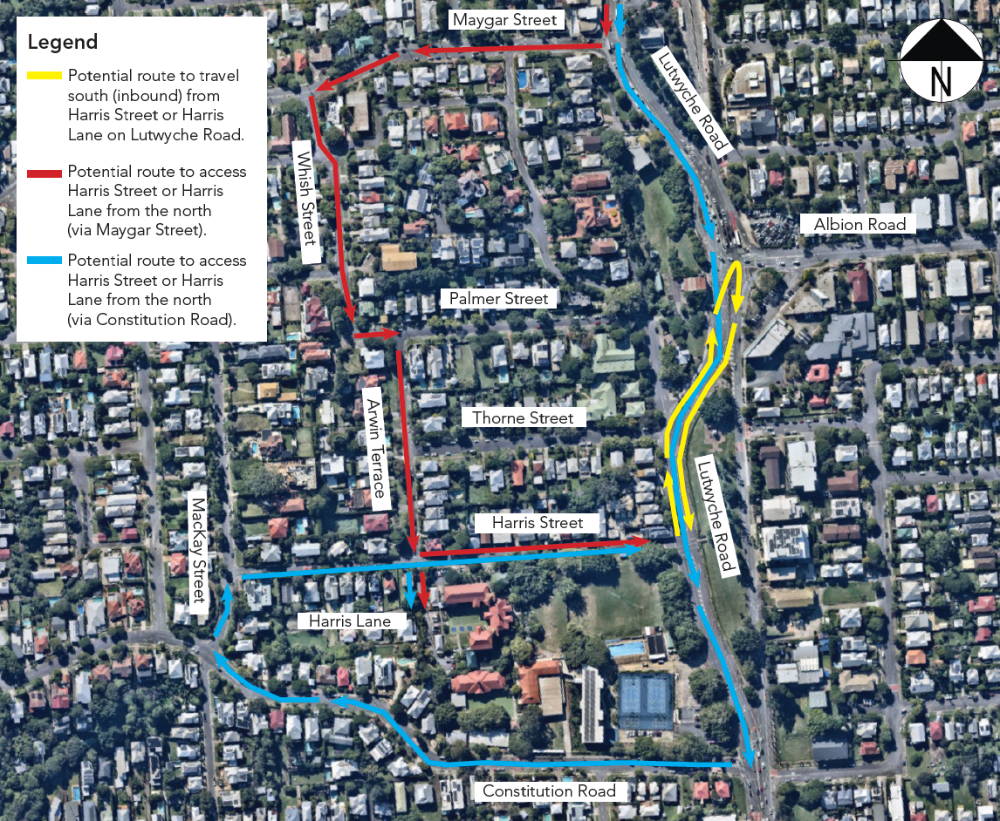 Legend
Potential route to travel
south (inbound) from
Harris Street or Harris
Lane on Lutwyche Road.
Potential route to access
Harris Street or Harris
Lane from the north
(via Maygar Street).
Potential route to access
Harris Street or Harris
Lane from the north
(via Constitution Road).
Maygar Street
Lutwyche Road
N
Whish Street
Albion Road
Palmer Street
Arwin Terrace
Thorne Street
Lutwyche Road
MacKay Street
Harris Street
Harris Lane
Constitution Road